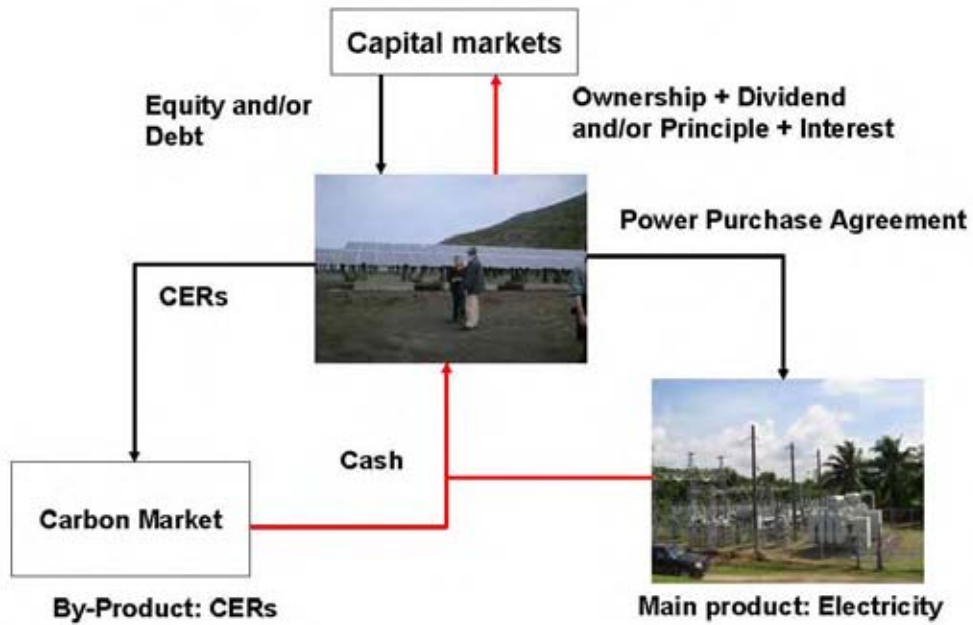 Capital markets
Equity and/or
Debt
Ownership + Dividend
and/or Principle + Interest
Power Purchase Agreement
CERs
Cash
Carbon Market
By-Product: CERs
Main product: Electricity